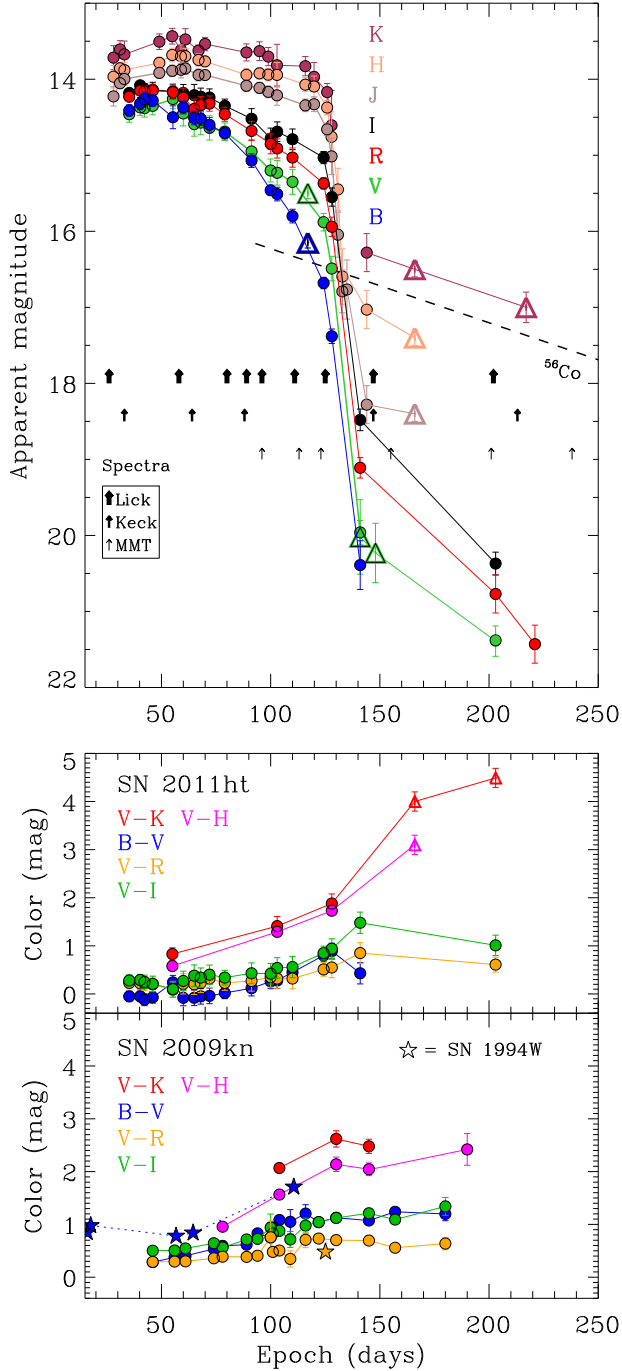 14
16
18
20
22
Apparent magnitude
K
H
J
I
R
V
B
56Co
Spectra
Lick
Keck
MMT
50 100 150 200 250
SN 2011ht
V-K V-H
B-V
V-R
V-I
5
4
3
2
1
0
Color (mag)
SN 2009kn
☆ = SN 1994W
V-K V-H
B-V
V-R
V-I
5
4
3
2
1
0
Color (mag)
50 100 150 200 250
Epoch (days)